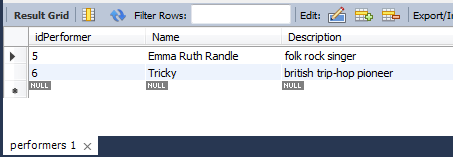 Result Grid Filter Rows: Edit: Export/I
idPerformer Name Description
5 Emma Ruth Randle folk rock singer
6 Tricky british trip-hop pioneer
NULL NULL NULL
performers 1 ×